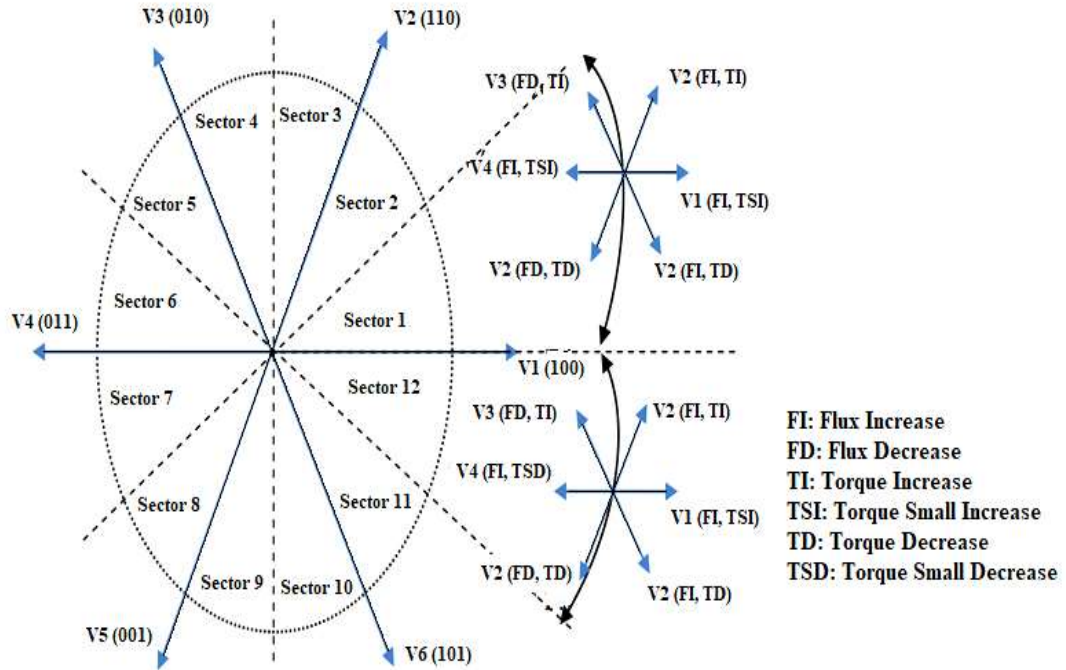 V3 (010)
V2 (110)
V3 (FD, TI)
V2 (FI, TI)
Sector 4
Sector 3
V4 (FI, TSI)
Sector 5
Sector 2
V1 (FI, TSI)
V2 (FD, TD)
V2 (FI, TD)
Sector 6
Sector 1
V4 (011)
V1 (100)
Sector 7
Sector 12
V3 (FD, TI)
V2 (FI, TI)
V4 (FI, TSD)
Sector 8
Sector 11
V1 (FI, TSI)
Sector 9
Sector 10
V2 (FD, TD)
V2 (FI, TD)
V5 (001)
V6 (101)
FI: Flux Increase
FD: Flux Decrease
TI: Torque Increase
TSI: Torque Small Increase
TD: Torque Decrease
TSD: Torque Small Decrease